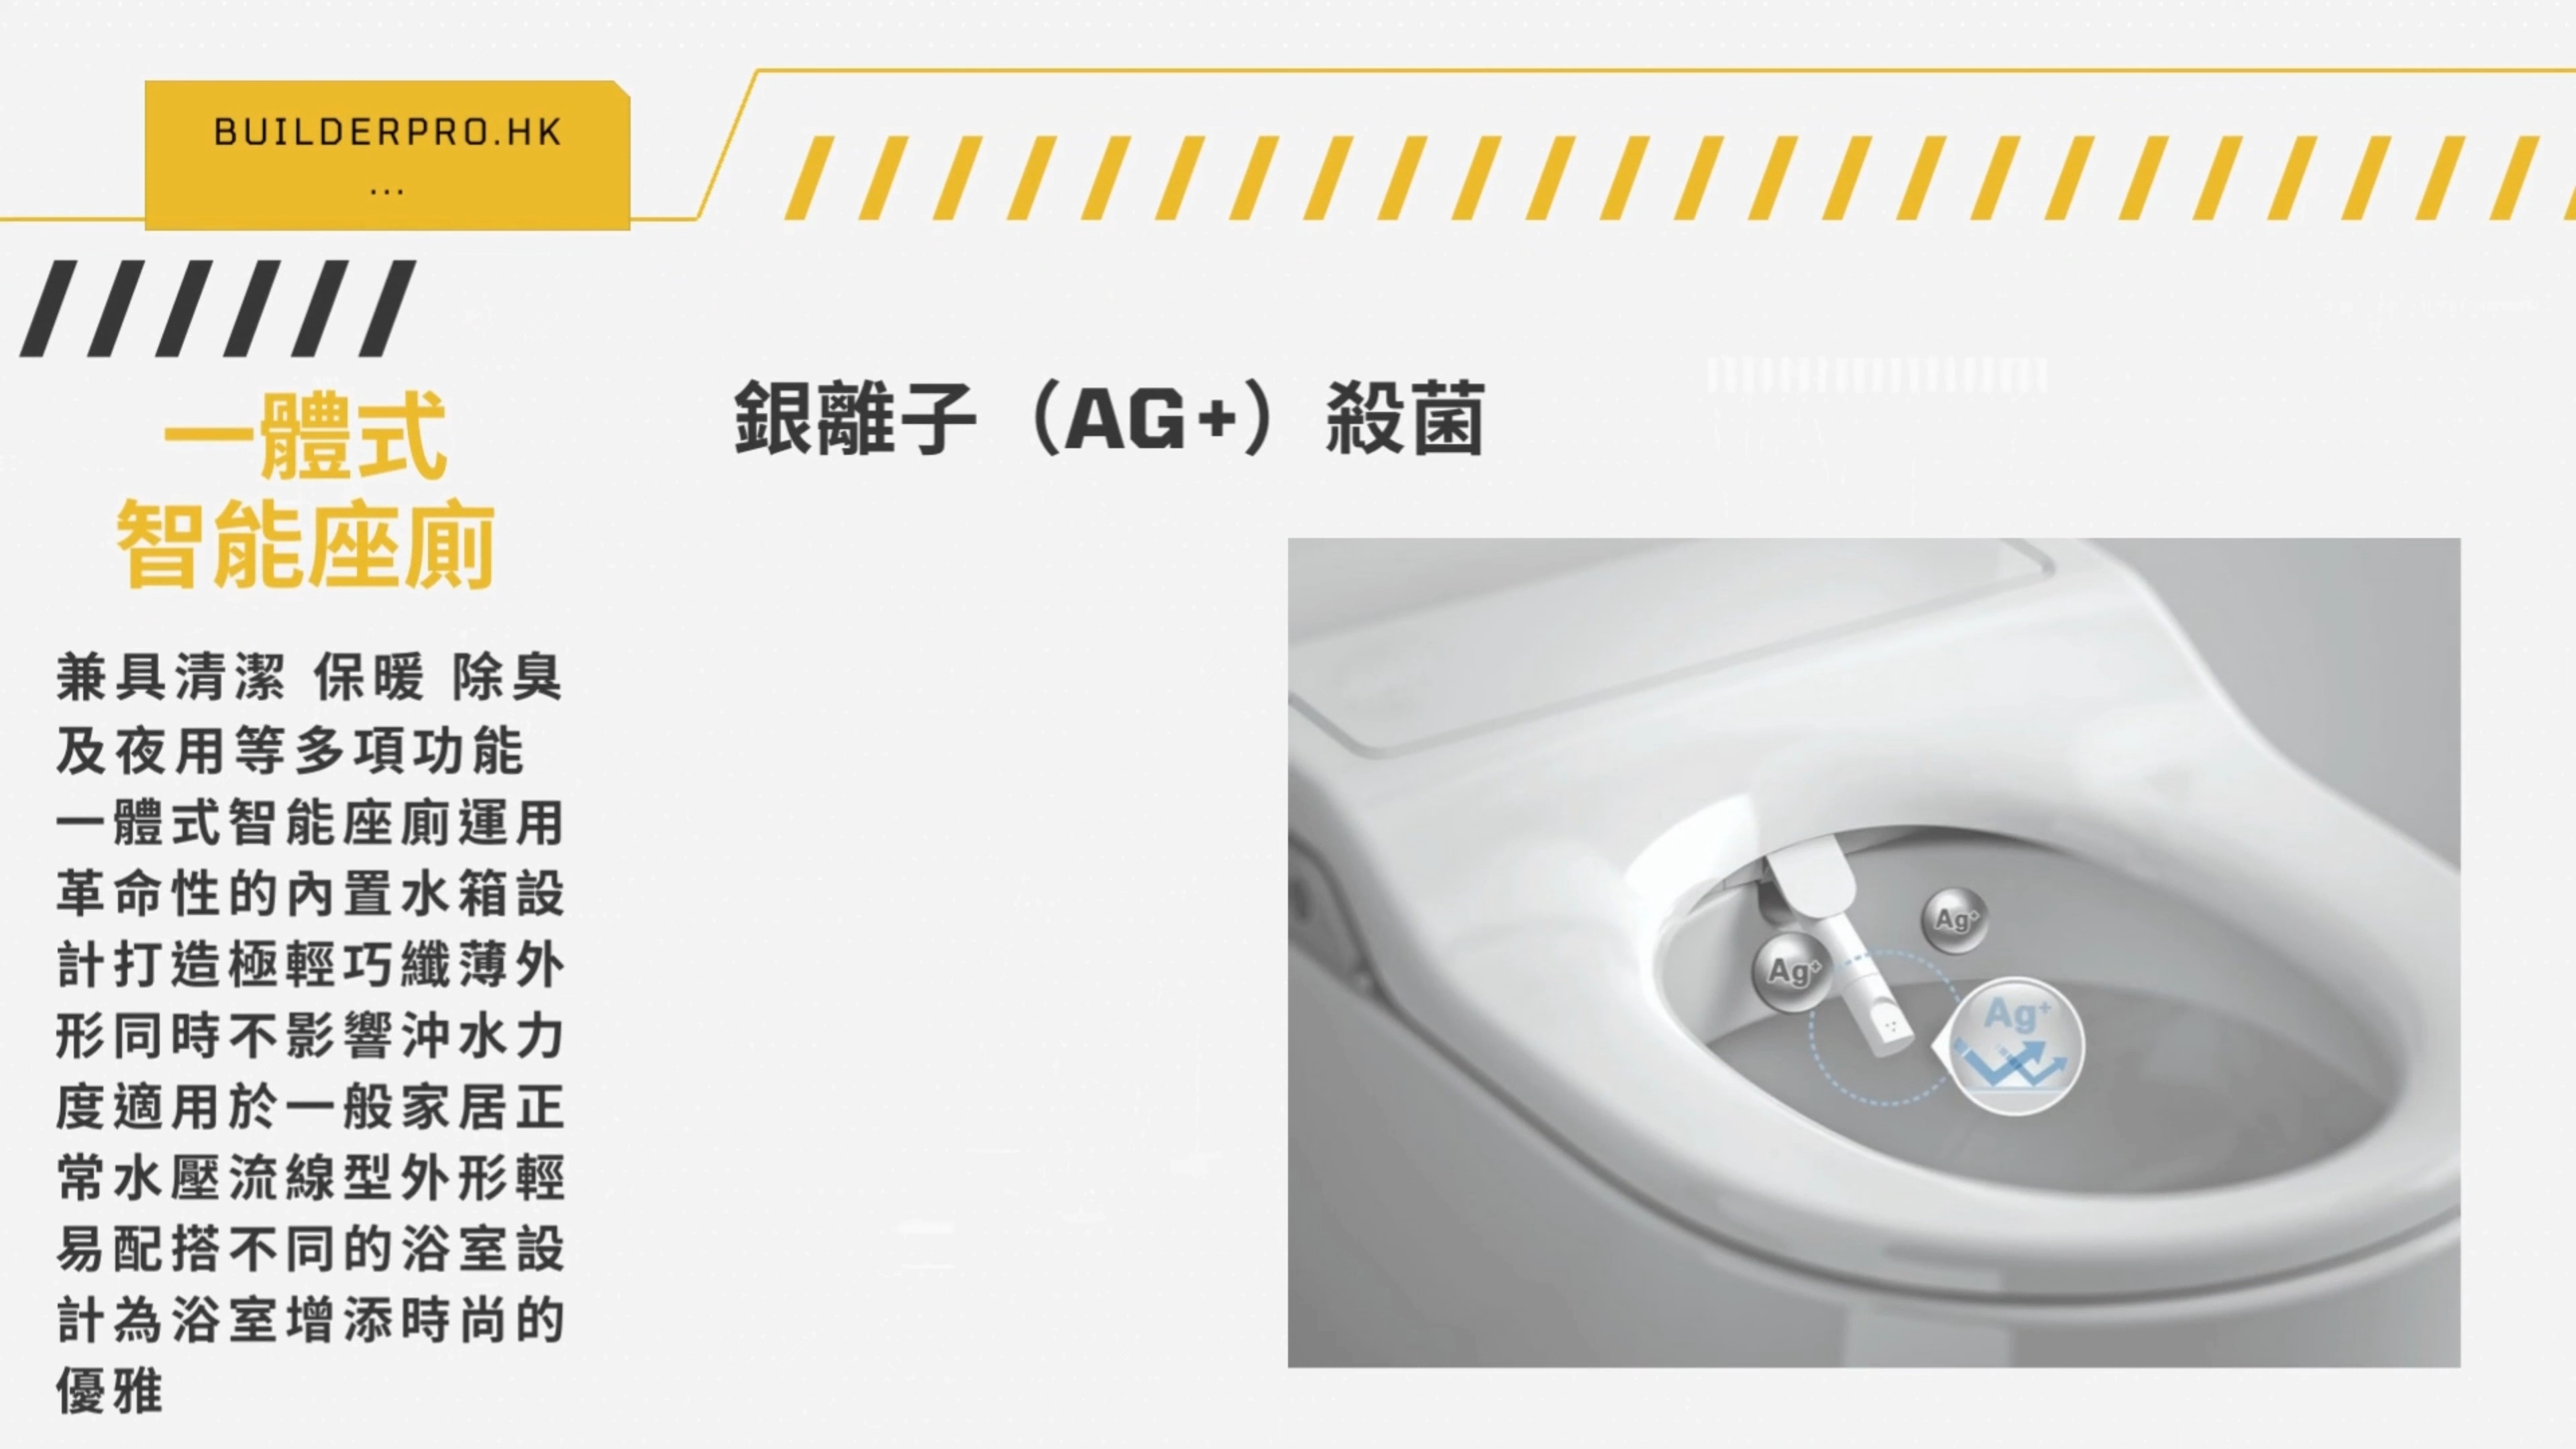 BUILDERPRO.HK
...
一體式
智能座廁
兼具清潔 保暖 除臭
及夜用等多項功能
一體式智能座廁運用
革命性的內置水箱設
計打造極輕巧纖薄外
形同時不影響沖水力
度適用於一般家居正
常水壓流線型外形輕
易配搭不同的浴室設
計為浴室增添時尚的
優雅
銀離子（AG+）殺菌
Ag+
Ag+
Ag+